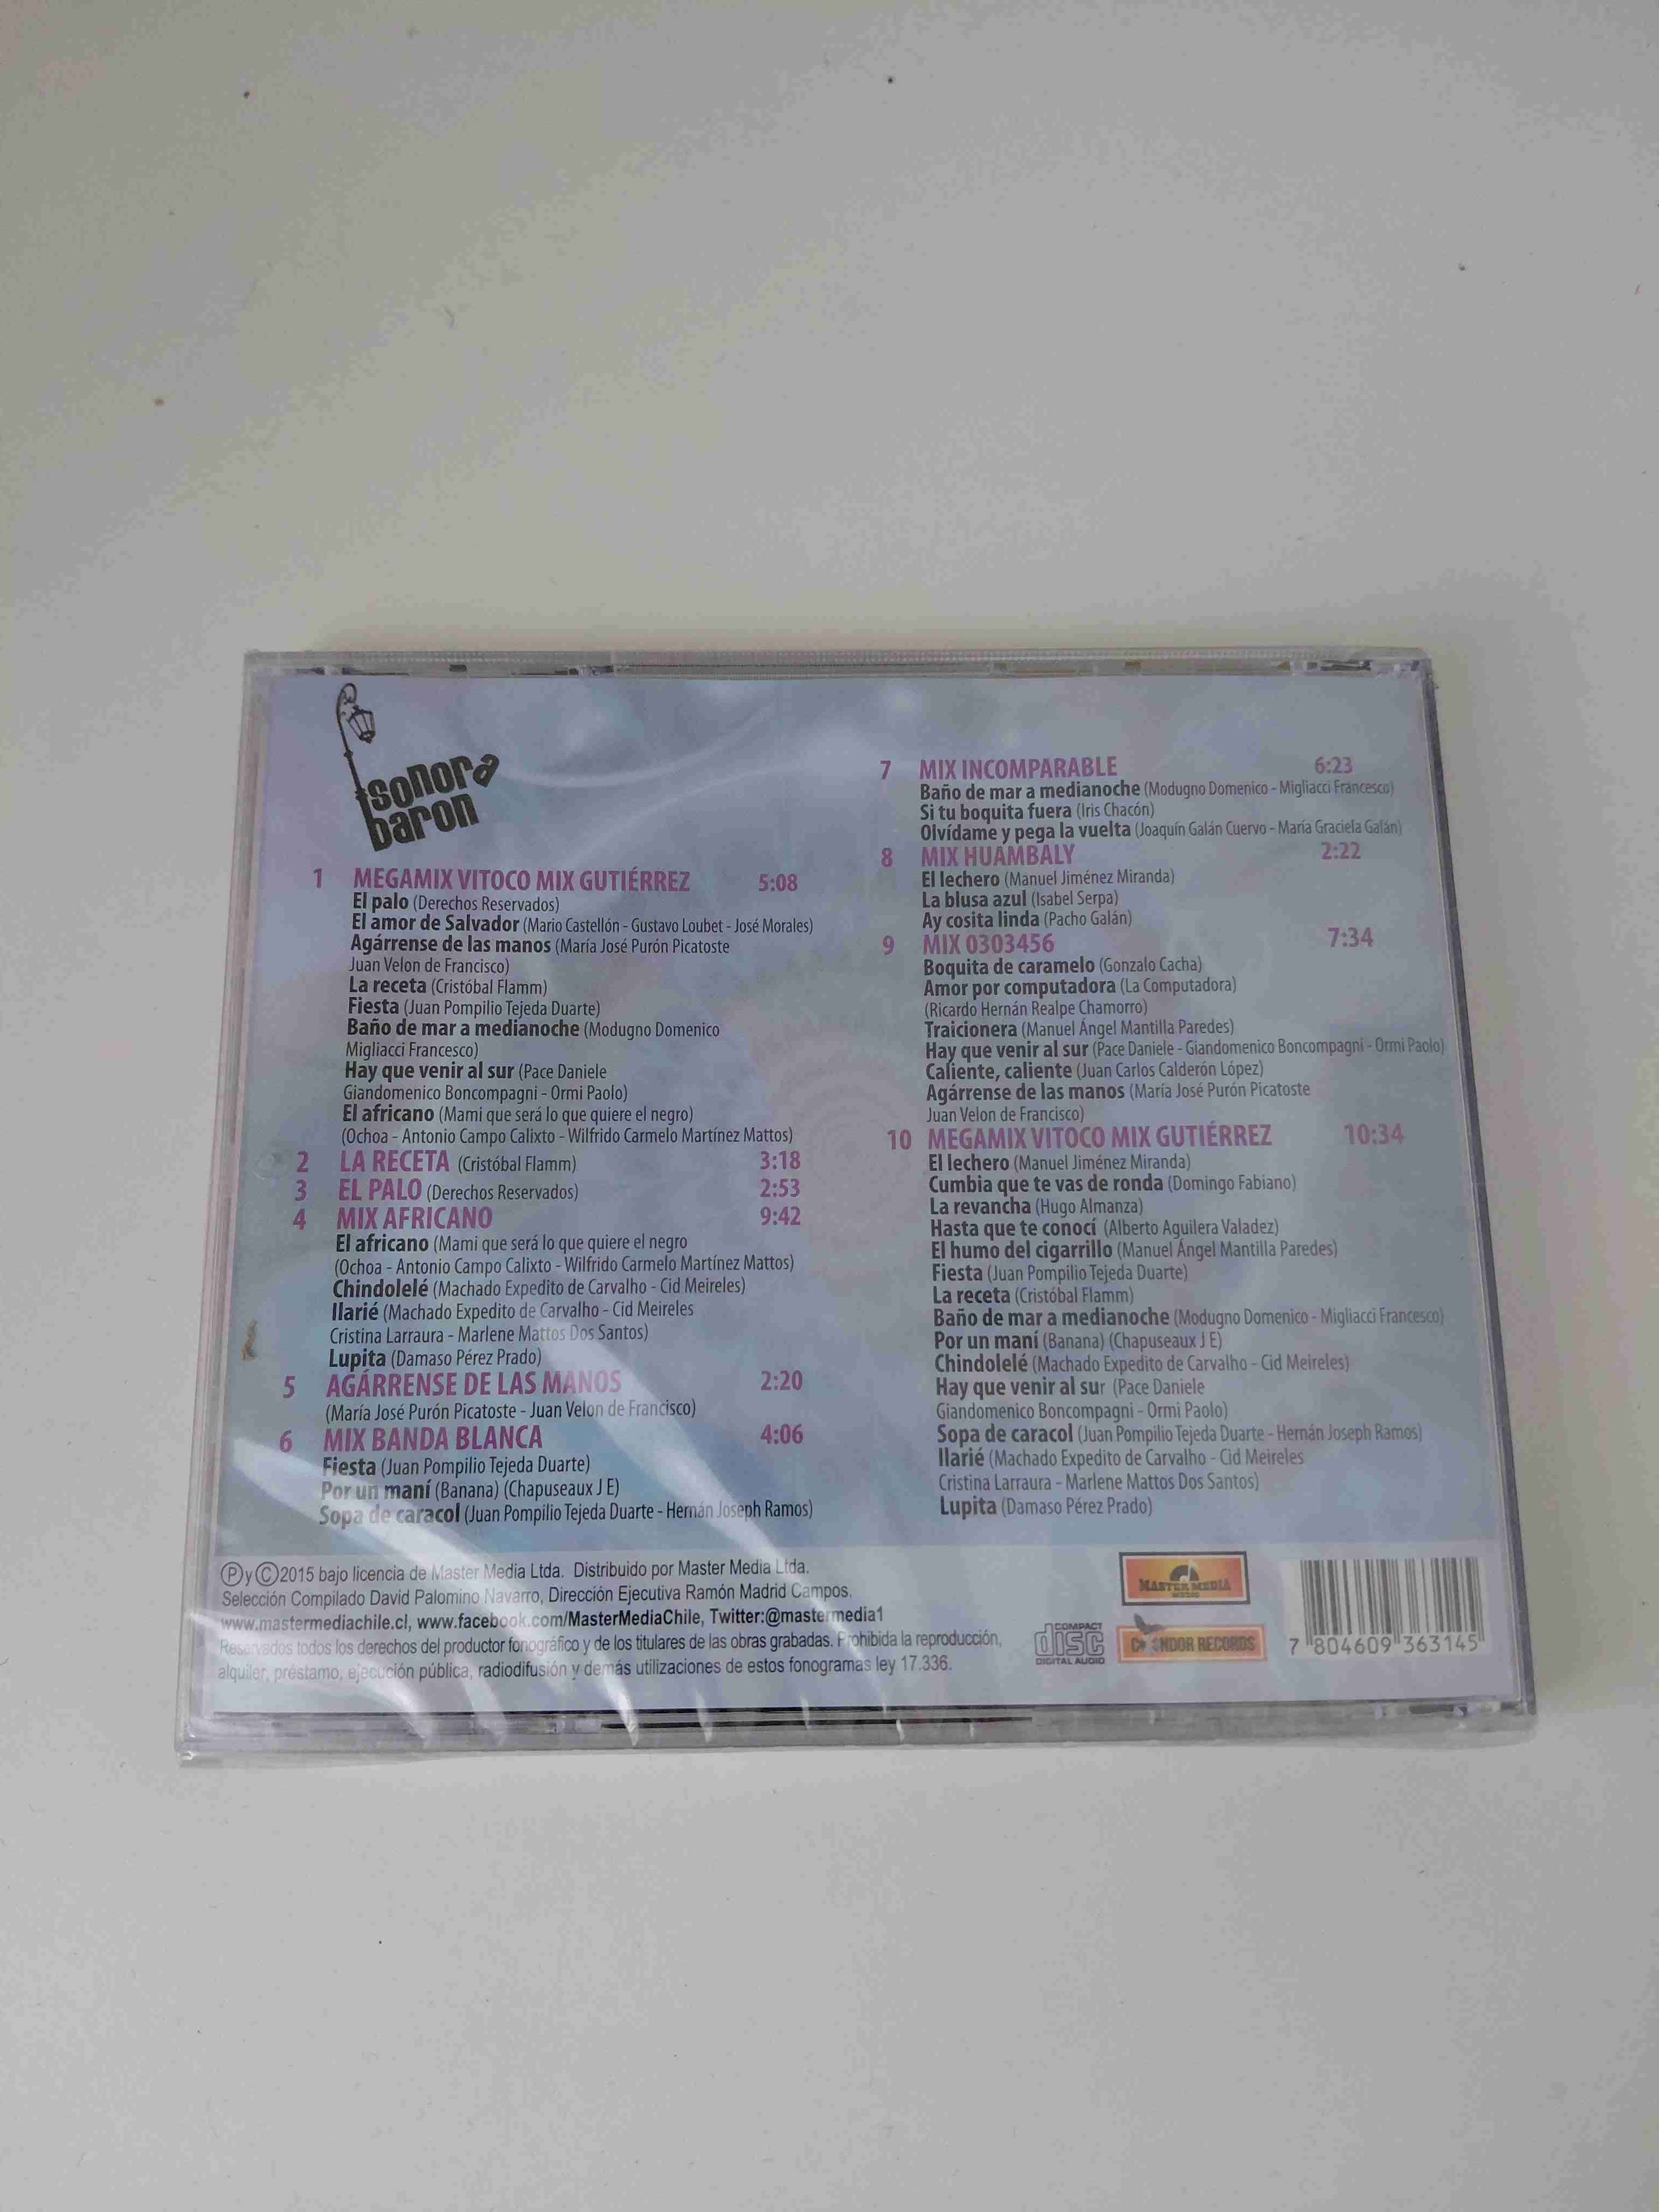 sonora
baron
1 MEGAMIX VITOCO MIX GUTIÉRREZ 5:08
El palo (Derechos Reservados)
El amor de Salvador (Mario Castellón - Gustavo Loubet - José Morales)
Agárrense de las manos (María José Purón Picatoste
Juan Velon de Francisco)
La receta (Cristóbal Flamm)
Fiesta (Juan Pompilio Tejeda Duarte)
Baño de mar a medianoche (Modugno Domenico
Migliacci Francesco)
Hay que venir al sur (Pace Daniele
Giandomenico Boncompagni - Ormi Paolo)
El africano (Mami que será lo que quiere el negro)
(Ochoa - Antonio Campo Calixto - Wilfrido Carmelo Martínez Mattos)
2 LA RECETA (Cristóbal Flamm) 3:18
3 EL PALO (Derechos Reservados) 2:53
4 MIX AFRICANO 9:42
El africano (Mami que será lo que quiere el negro
(Ochoa - Antonio Campo Calixto - Wilfrido Carmelo Martínez Mattos)
Chindolelé (Machado Expedito de Carvalho - Cid Meireles)
Ilarié (Machado Expedito de Carvalho - Cid Meireles
Cristina Larraura - Marlene Mattos Dos Santos)
Lupita (Damaso Pérez Prado)
5 AGÁRRENSE DE LAS MANOS 2:20
(María José Purón Picatoste - Juan Velon de Francisco)
6 MIX BANDA BLANCA 4:06
Fiesta (Juan Pompilio Tejeda Duarte)
Por un maní (Banana) (Chapuseaux J E)
Sopa de caracol (Juan Pompilio Tejeda Duarte - Hernán Joseph Ramos)
7 MIX INCOMPARABLE 6:23
Baño de mar a medianoche (Modugno Domenico - Migliacci Francesco)
Si tu boquita fuera (Iris Chacón)
Olvídame y pega la vuelta (Joaquín Galán Cuervo - María Graciela Galán)
8 MIX HUAMBALY 2:22
El lechero (Manuel Jiménez Miranda)
La blusa azul (Isabel Serpa)
Ay cosita linda (Pacho Galán)
9 MIX 0303456 7:34
Boquita de caramelo (Gonzalo Cacha)
Amor por computadora (La Computadora)
(Ricardo Hernán Realpe Chamorro)
Traicionera (Manuel Ángel Mantilla Paredes)
Hay que venir al sur (Pace Daniele - Giandomenico Boncompagni - Ormi Paolo)
Caliente, caliente (Juan Carlos Calderón López)
Agárrense de las manos (María José Purón Picatoste
Juan Velon de Francisco)
10 MEGAMIX VITOCO MIX GUTIÉRREZ 10:34
El lechero (Manuel Jiménez Miranda)
Cumbia que te vas de ronda (Domingo Fabiano)
La revancha (Hugo Almanza)
Hasta que te conocí (Alberto Aguilera Valadez)
El humo del cigarrillo (Manuel Ángel Mantilla Paredes)
Fiesta (Juan Pompilio Tejeda Duarte)
La receta (Cristóbal Flamm)
Baño de mar a medianoche (Modugno Domenico - Migliacci Francesco)
Por un maní (Banana) (Chapuseaux J E)
Chindolelé (Machado Expedito de Carvalho - Cid Meireles)
Hay que venir al sur (Pace Daniele
Giandomenico Boncompagni - Ormi Paolo)
Sopa de caracol (Juan Pompilio Tejeda Duarte - Hernán Joseph Ramos)
Ilarié (Machado Expedito de Carvalho - Cid Meireles
Cristina Larraura - Marlene Mattos Dos Santos)
Lupita (Damaso Pérez Prado)
Ⓟy©2015 bajo licencia de Master Media Ltda. Distribuido por Master Media Ltda.
Selección Compilado David Palomino Navarro, Dirección Ejecutiva Ramón Madrid Campos.
www.mastermediachile.cl, www.facebook.com/MasterMediaChile, Twitter:@mastermedia1
Reservados todos los derechos del productor fonográfico y de los titulares de las obras grabadas. Prohibida la reproducción,
alquiler, préstamo, ejecución pública, radiodifusión y demás utilizaciones de estos fonogramas ley 17.336.
COMPACT
disc
DIGITAL AUDIO
MASTER MEDIA
CONDOR RECORDS
7 804609 363145